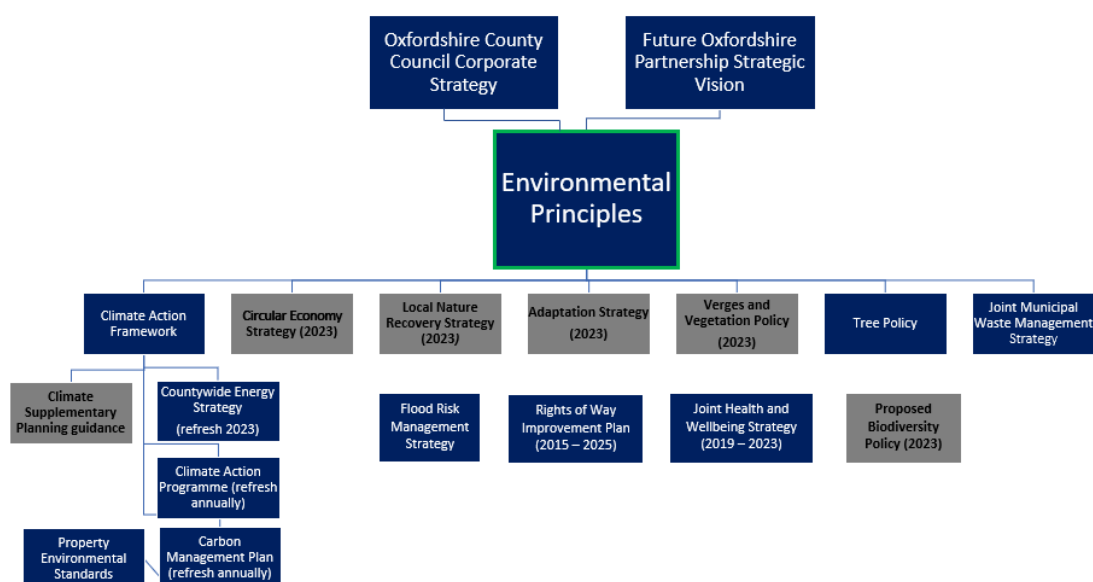 Oxfordshire County
Council Corporate
Strategy
Future Oxfordshire
Partnership Strategic
Vision
Environmental
Principles
Climate Action
Framework
Circular Economy
Strategy (2023)
Local Nature
Recovery Strategy
(2023)
Adaptation Strategy
(2023)
Verges and
Vegetation Policy
(2023)
Tree Policy
Joint Municipal
Waste Management
Strategy
Climate
Supplementary
Planning guidance
Countywide Energy
Strategy
(refresh 2023)
Flood Risk
Management
Strategy
Rights of Way
Improvement Plan
(2015 – 2025)
Joint Health and
Wellbeing Strategy
(2019 – 2023)
Proposed
Biodiversity
Policy (2023)
Climate Action
Programme (refresh
annually)
Property
Environmental
Standards
Carbon
Management Plan
(refresh annually)